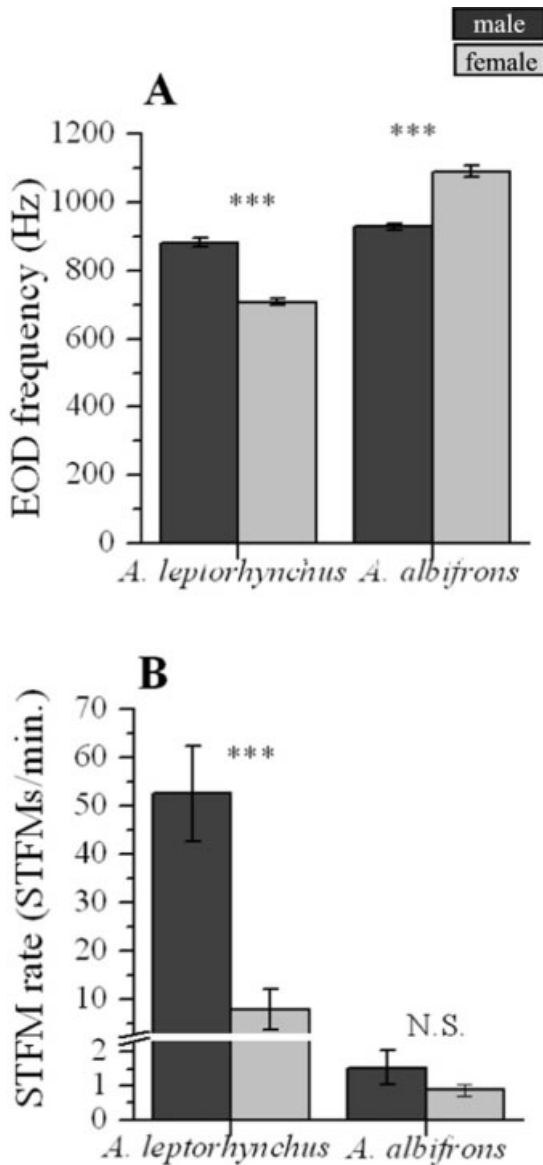 male
female
A
EOD frequency (Hz)
1200
1000
800
600
400
200
0
***
***
A. leptorhynchus
A. albifrons
B
STFM rate (STFMs/min.)
70
60
50
40
30
20
10
2
1
0
***
N.S.
A. leptorhynchus
A. albifrons